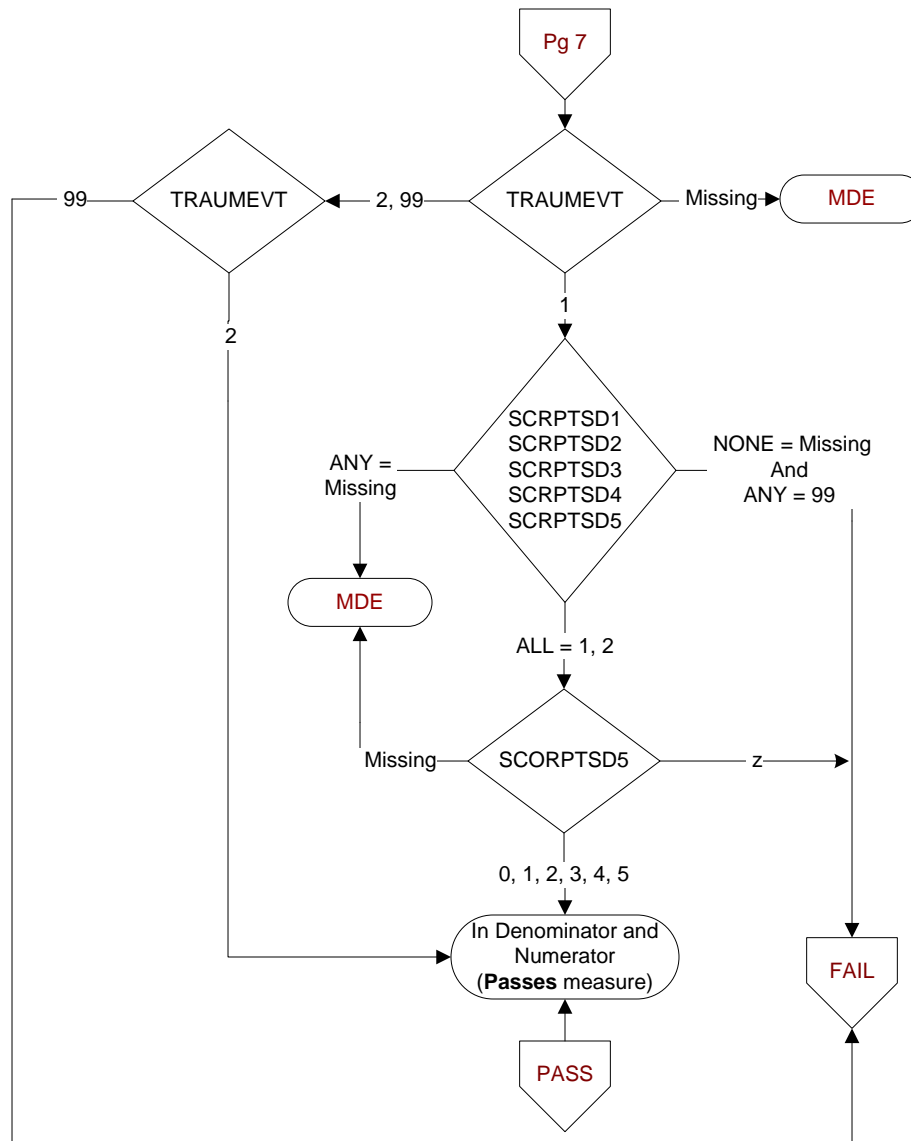 Pg 7
TRAUMEVT
99
2, 99
TRAUMEVT
Missing
MDE
1
2
SCRPTSD1
SCRPTSD2
SCRPTSD3
SCRPTSD4
SCRPTSD5
ANY =
Missing
NONE = Missing
And
ANY = 99
MDE
ALL = 1, 2
Missing
SCORPTSD5
z
0, 1, 2, 3, 4, 5
In Denominator and
Numerator
(Passes measure)
FAIL
PASS